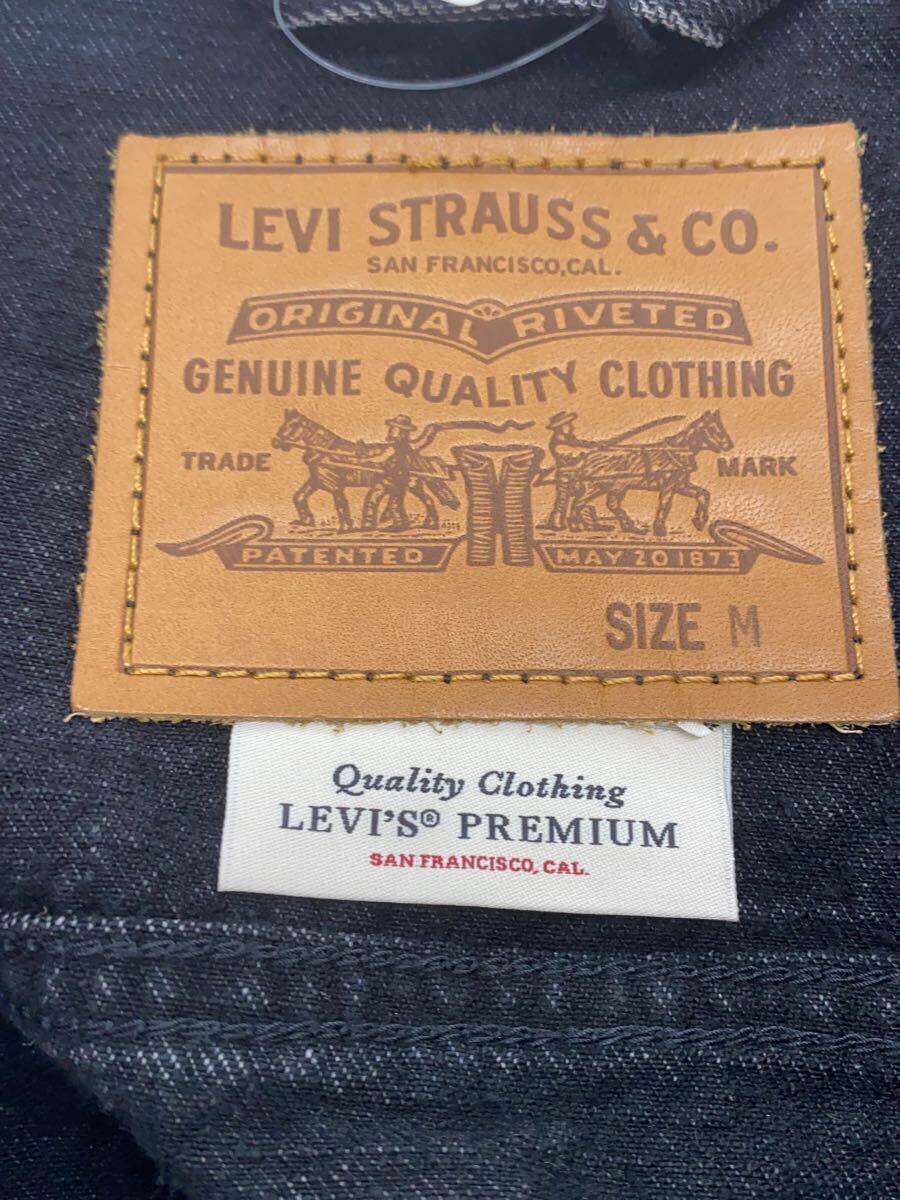 LEVI STRAUSS & CO.
SAN FRANCISCO,CAL.
ORIGINAL RIVETED
GENUINE QUALITY CLOTHING
TRADE MARK
PATENTED MAY 20 1873
SIZE M
Quality Clothing
LEVI'S® PREMIUM
SAN FRANCISCO, CAL.